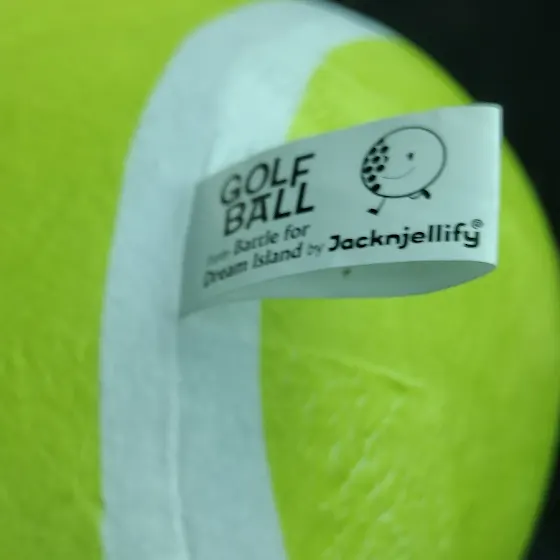 GOLF
BALL
from Battle for
Dream Island by Jacknjellify®